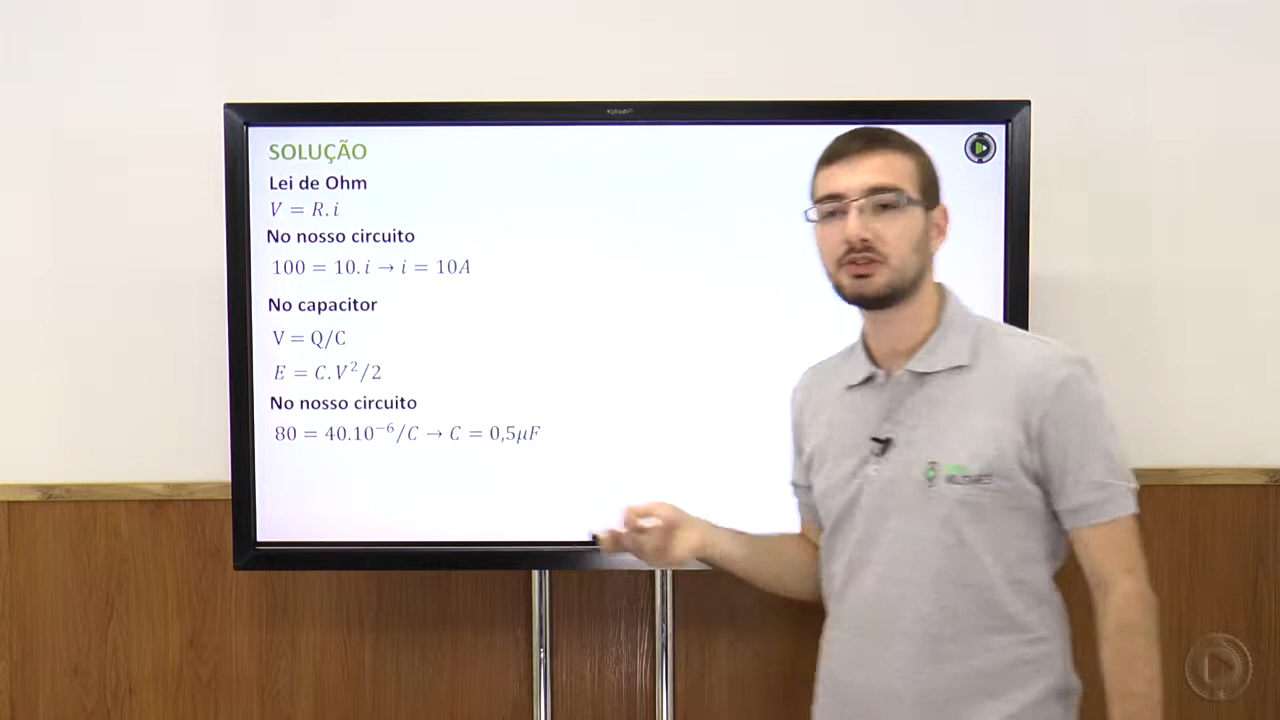 SOLUÇÃO
Lei de Ohm
V = R.i
No nosso circuito
100 = 10.i → i = 10A
No capacitor
V = Q/C
E = C.V²/2
No nosso circuito
80 = 40.10⁻⁶/C → C = 0,5μF